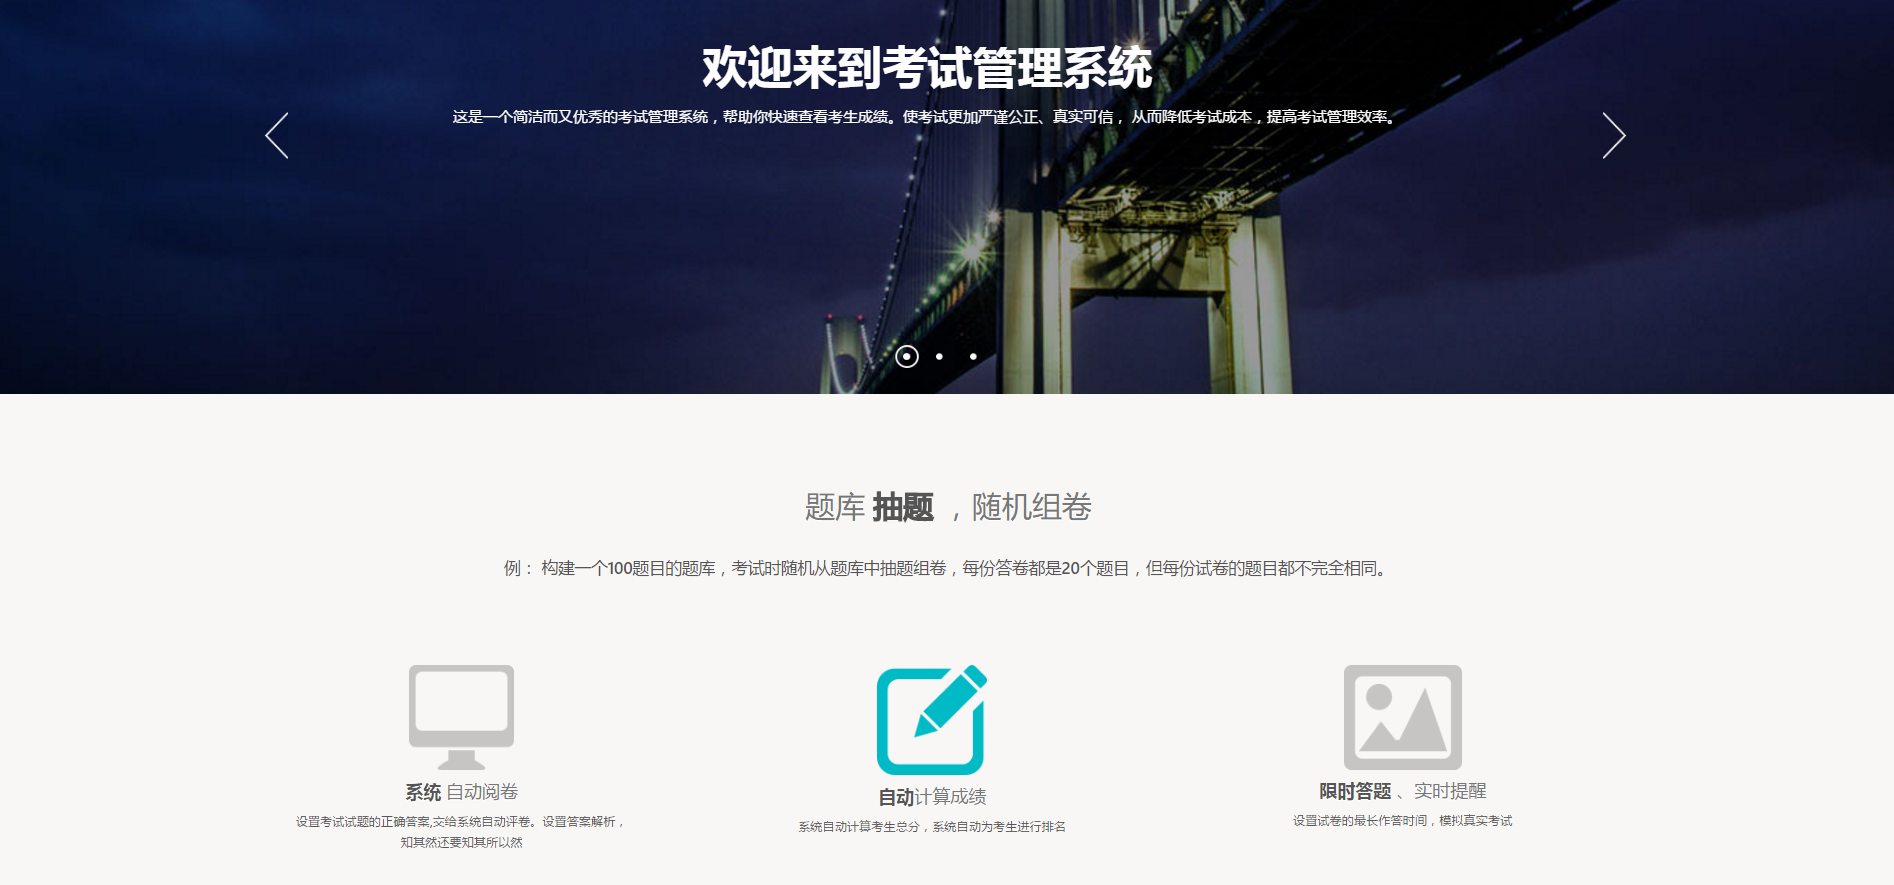 欢迎来到考试管理系统
这是一个简洁而又优秀的考试管理系统，帮助你快速查看考生成绩。使考试更加严谨公正、真实可信， 从而降低考试成本，提高考试管理效率。
题库 抽题 ，随机组卷
例： 构建一个100题目的题库，考试时随机从题库中抽题组卷，每份答卷都是20个题目，但每份试卷的题目都不完全相同。
系统 自动阅卷
设置考试试题的正确答案,交给系统自动评卷。设置答案解析，
知其然还要知其所以然
自动计算成绩
系统自动计算考生总分，系统自动为考生进行排名
限时答题 、实时提醒
设置试卷的最长作答时间，模拟真实考试